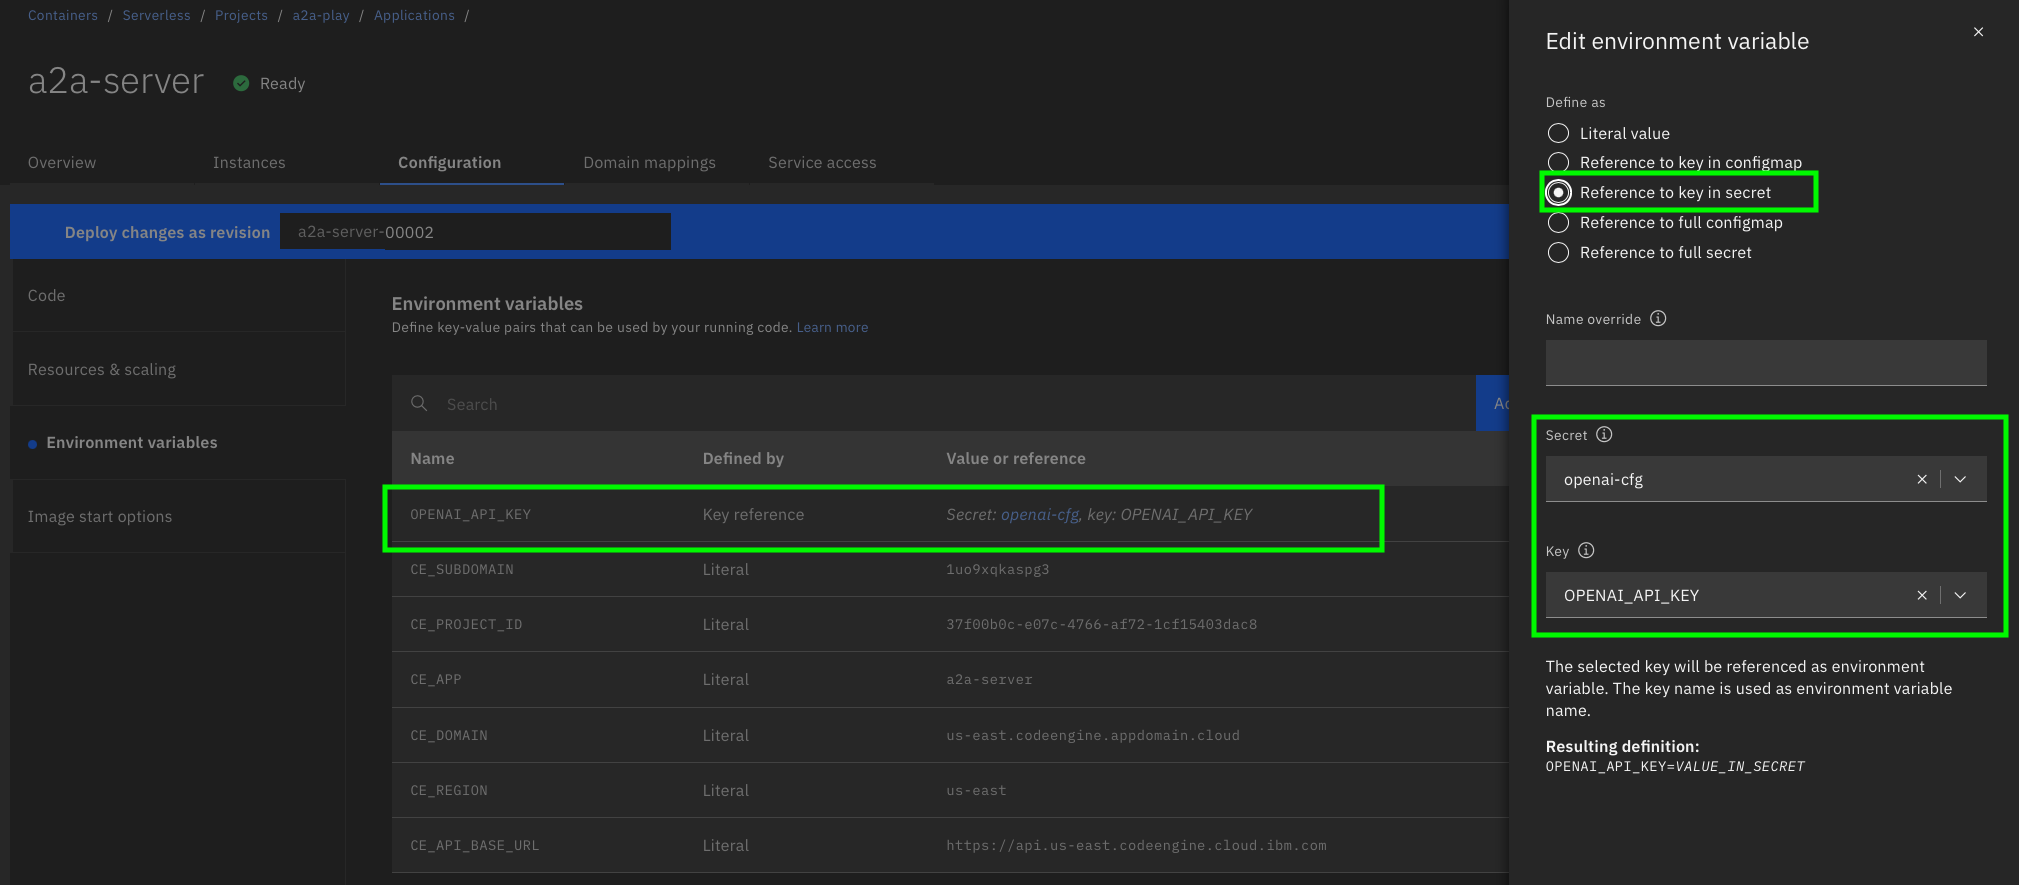 Containers / Serverless / Projects / a2a-play / Applications /
a2a-server Ready
Overview Instances Configuration Domain mappings Service access
Deploy changes as revision a2a-server-00002
Code
Resources & scaling
Environment variables
Image start options
Environment variables
Define key-value pairs that can be used by your running code. Learn more
Search
Name Defined by Value or reference
OPENAI_API_KEY Key reference Secret: openai-cfg, key: OPENAI_API_KEY
CE_SUBDOMAIN Literal 1uo9xqkaspg3
CE_PROJECT_ID Literal 37f00b0c-e07c-4766-af72-1cf15403dac8
CE_APP Literal a2a-server
CE_DOMAIN Literal us-east.codeengine.appdomain.cloud
CE_REGION Literal us-east
CE_API_BASE_URL Literal https://api.us-east.codeengine.cloud.ibm.com
Edit environment variable
Define as
Literal value
Reference to key in configmap
Reference to key in secret
Reference to full configmap
Reference to full secret
Name override
Secret
openai-cfg
Key
OPENAI_API_KEY
The selected key will be referenced as environment
variable. The key name is used as environment variable
name.
Resulting definition:
OPENAI_API_KEY=VALUE_IN_SECRET